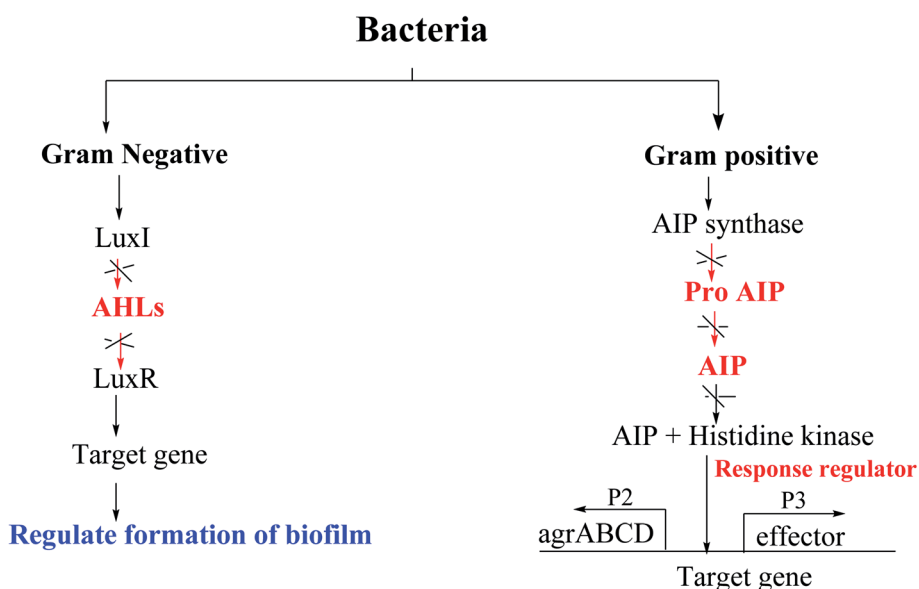 Bacteria
Gram Negative
LuxI
AHLs
LuxR
Target gene
Regulate formation of biofilm
Gram positive
AIP synthase
Pro AIP
AIP
AIP + Histidine kinase
Response regulator
P2
P3
agrABCD
effector
Target gene